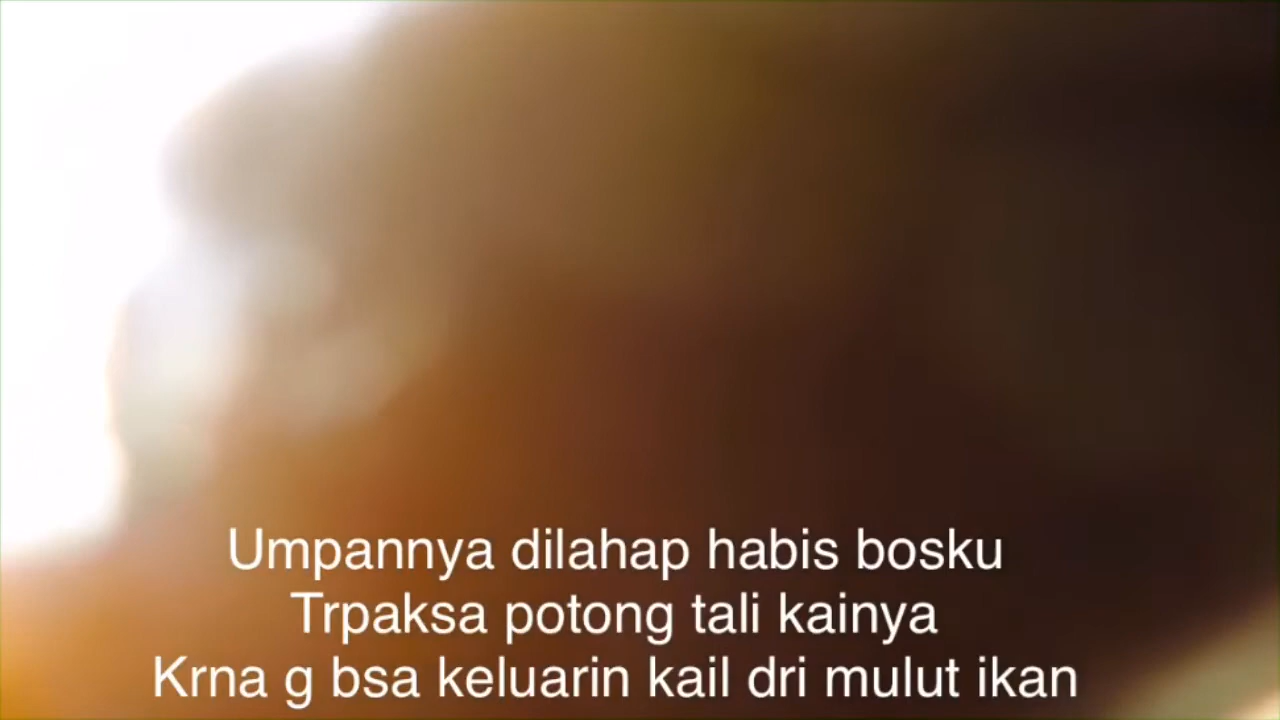 Umpannya dilahap habis bosku
Trpaksa potong tali kainya
Krna g bsa keluarin kail dri mulut ikan